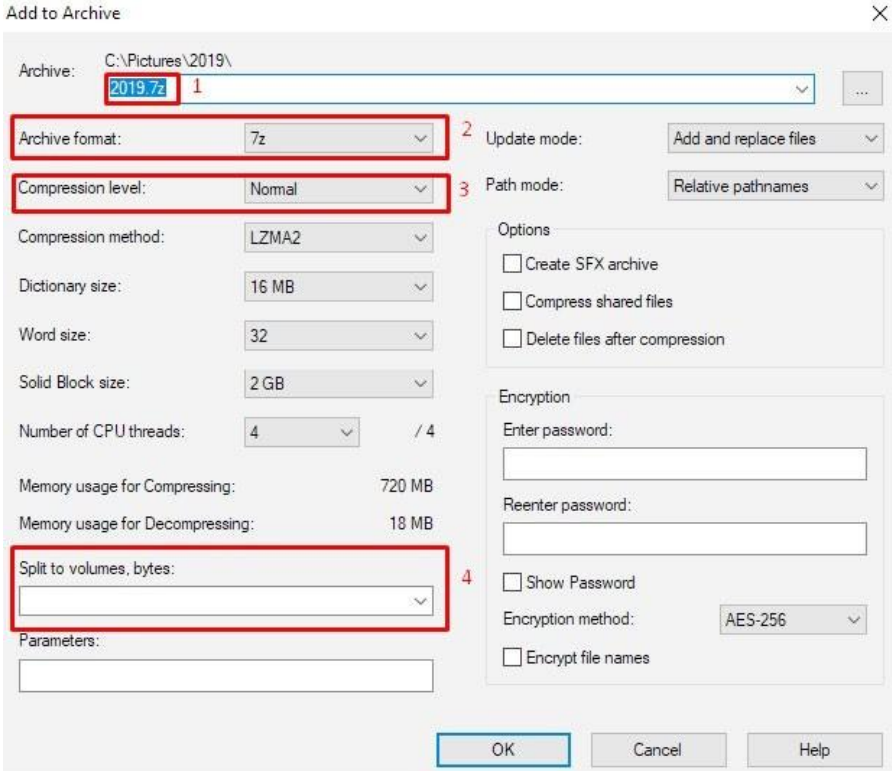 Add to Archive
Archive:
C:\Pictures\2019\
2019.7z 1
...
Archive format: 7z 2
Compression level: Normal 3
Compression method: LZMA2
Dictionary size: 16 MB
Word size: 32
Solid Block size: 2 GB
Number of CPU threads: 4 / 4
Memory usage for Compressing: 720 MB
Memory usage for Decompressing: 18 MB
Split to volumes, bytes: 4
Parameters:
Update mode: Add and replace files
Path mode: Relative pathnames
Options
Create SFX archive
Compress shared files
Delete files after compression
Encryption
Enter password:
Reenter password:
Show Password
Encryption method: AES-256
Encrypt file names
OK Cancel Help